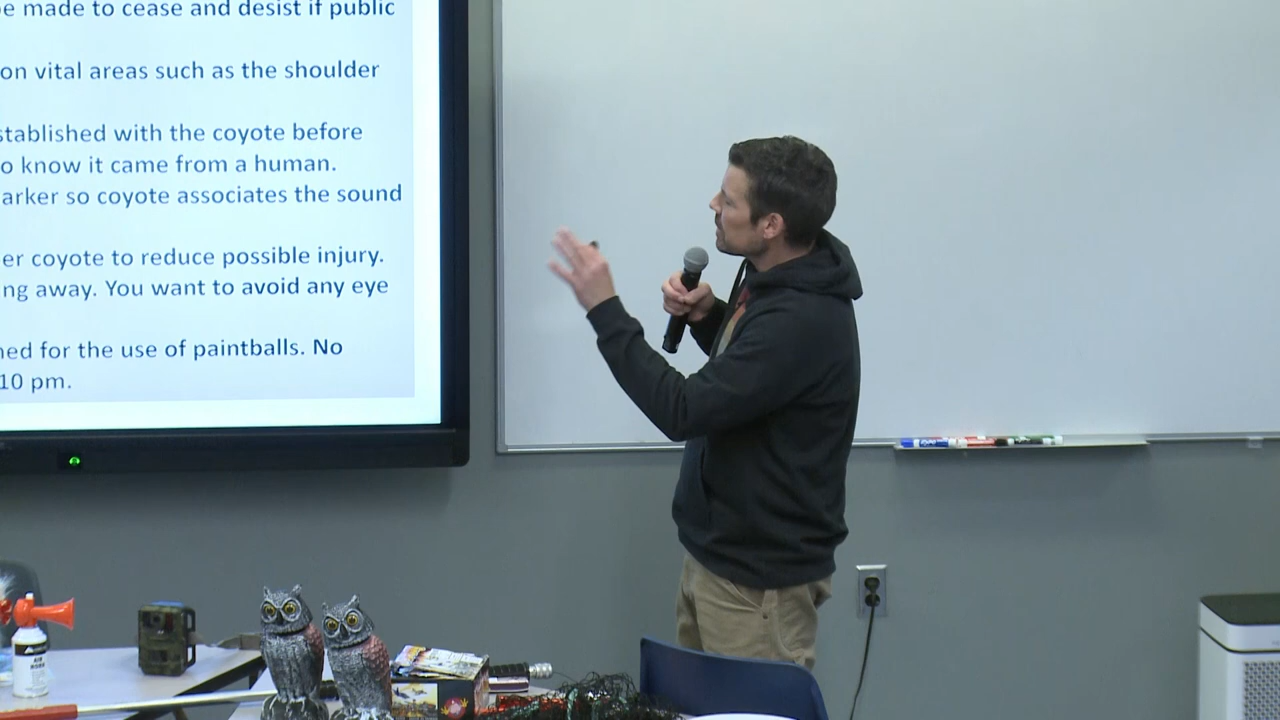 be made to cease and desist if public
on vital areas such as the shoulder
stablished with the coyote before
o know it came from a human.
arker so coyote associates the sound
er coyote to reduce possible injury.
ng away. You want to avoid any eye
ned for the use of paintballs. No
10 pm.